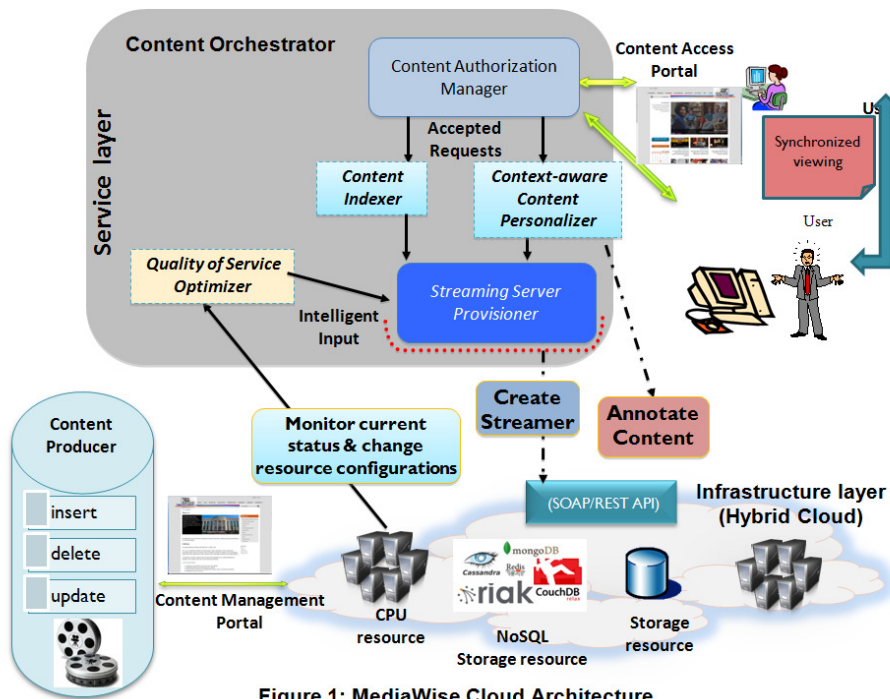 Content Orchestrator
Service layer
Content Authorization
Manager
Content Access
Portal
Us
Synchronized
viewing
User
Accepted
Requests
Content
Indexer
Context-aware
Content
Personalizer
Quality of Service
Optimizer
Intelligent
Input
Streaming Server
Provisioner
Create
Streamer
Annotate
Content
Monitor current
status & change
resource configurations
Content
Producer
insert
delete
update
Content Management
Portal
(SOAP/REST API)
Infrastructure layer
(Hybrid Cloud)
CPU
resource
mongoDB
Cassandra
Redis
riak
CouchDB
relax
NoSQL
Storage resource
Storage
resource
Figure 1: MediaWise Cloud Architecture